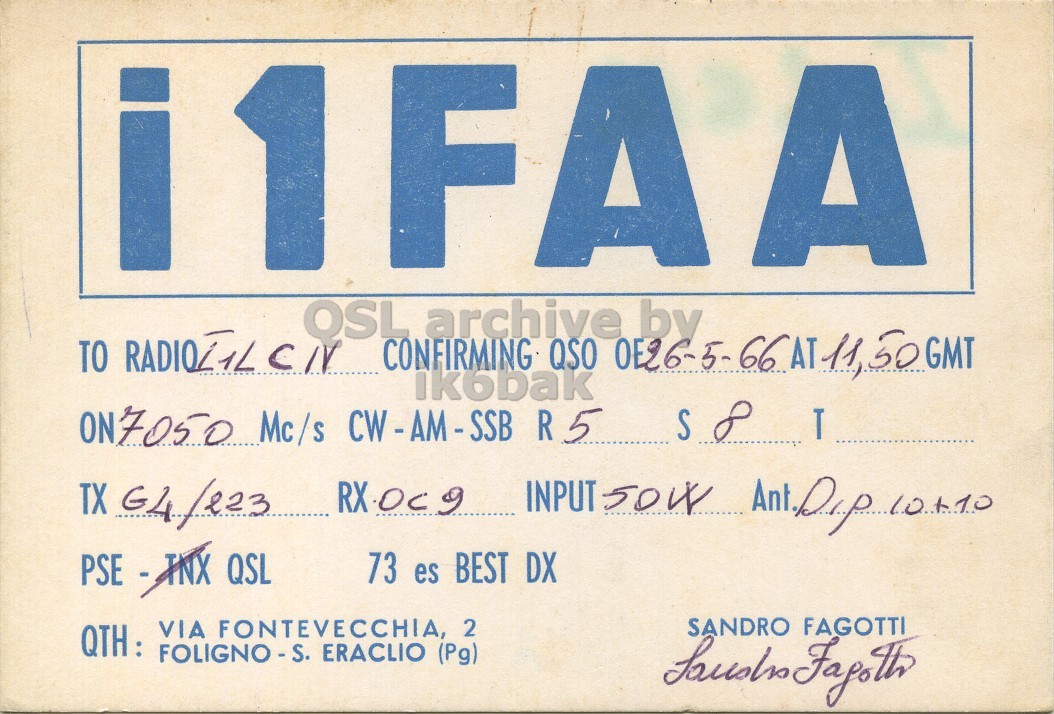 i1FAA
QSL archive by
ik6bak
TO RADIO I1LCN CONFIRMING QSO OF 26-5-66 AT 11,50 GMT
ON 7050 Mc/s CW - AM - SSB R 5 S 8 T
TX G4/223 RX OC9 INPUT 50W Ant. Dip 10+10
PSE - TNX QSL 73 es BEST DX
QTH: VIA FONTEVECCHIA, 2
FOLIGNO - S. ERACLIO (Pg)
SANDRO FAGOTTI
Sandro Fagotti